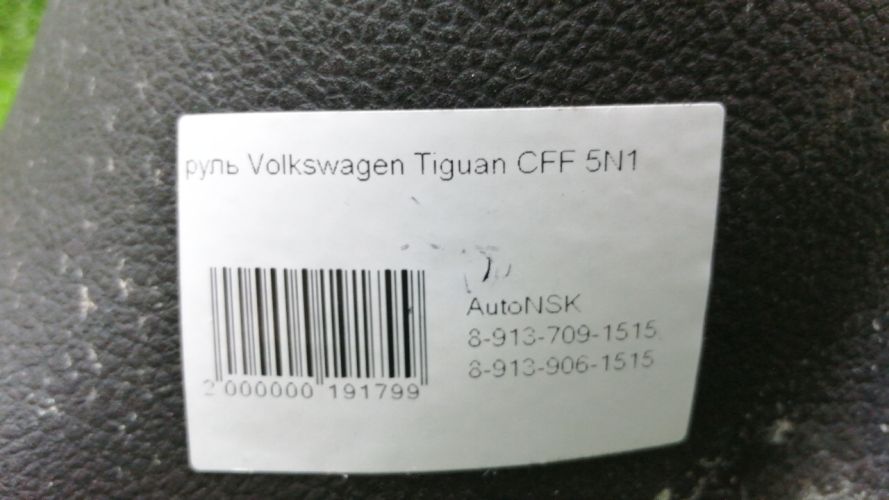 руль Volkswagen Tiguan CFF 5N1
AutoNSK
8-913-709-1515
8-913-906-1515
2 000000 191799